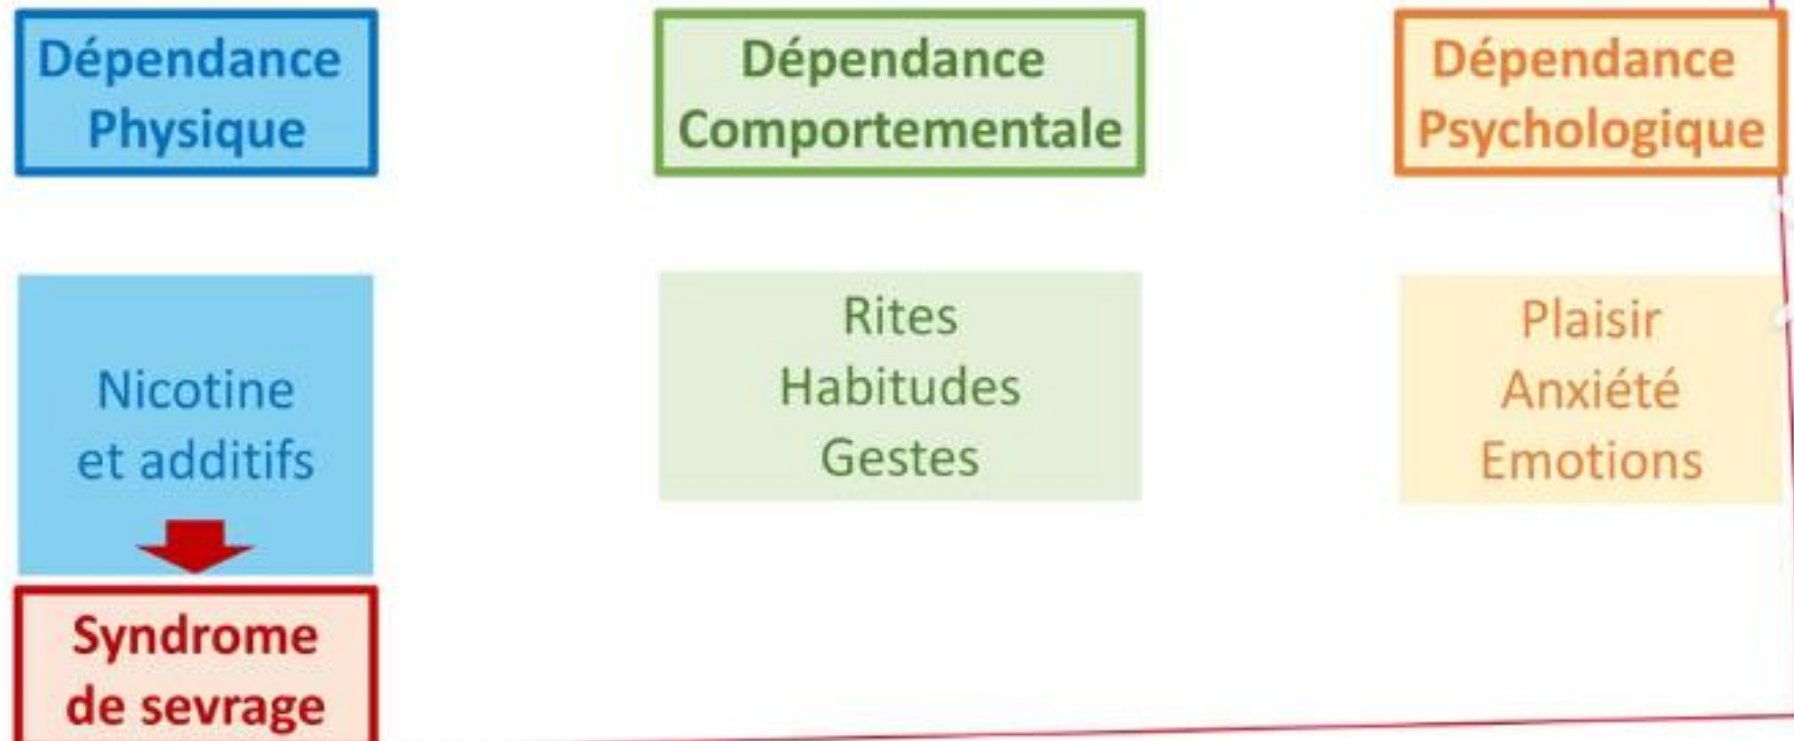 Dépendance
Physique
Dépendance
Comportementale
Dépendance
Psychologique
Nicotine
et additifs
Rites
Habitudes
Gestes
Plaisir
Anxiété
Emotions
Syndrome
de sevrage